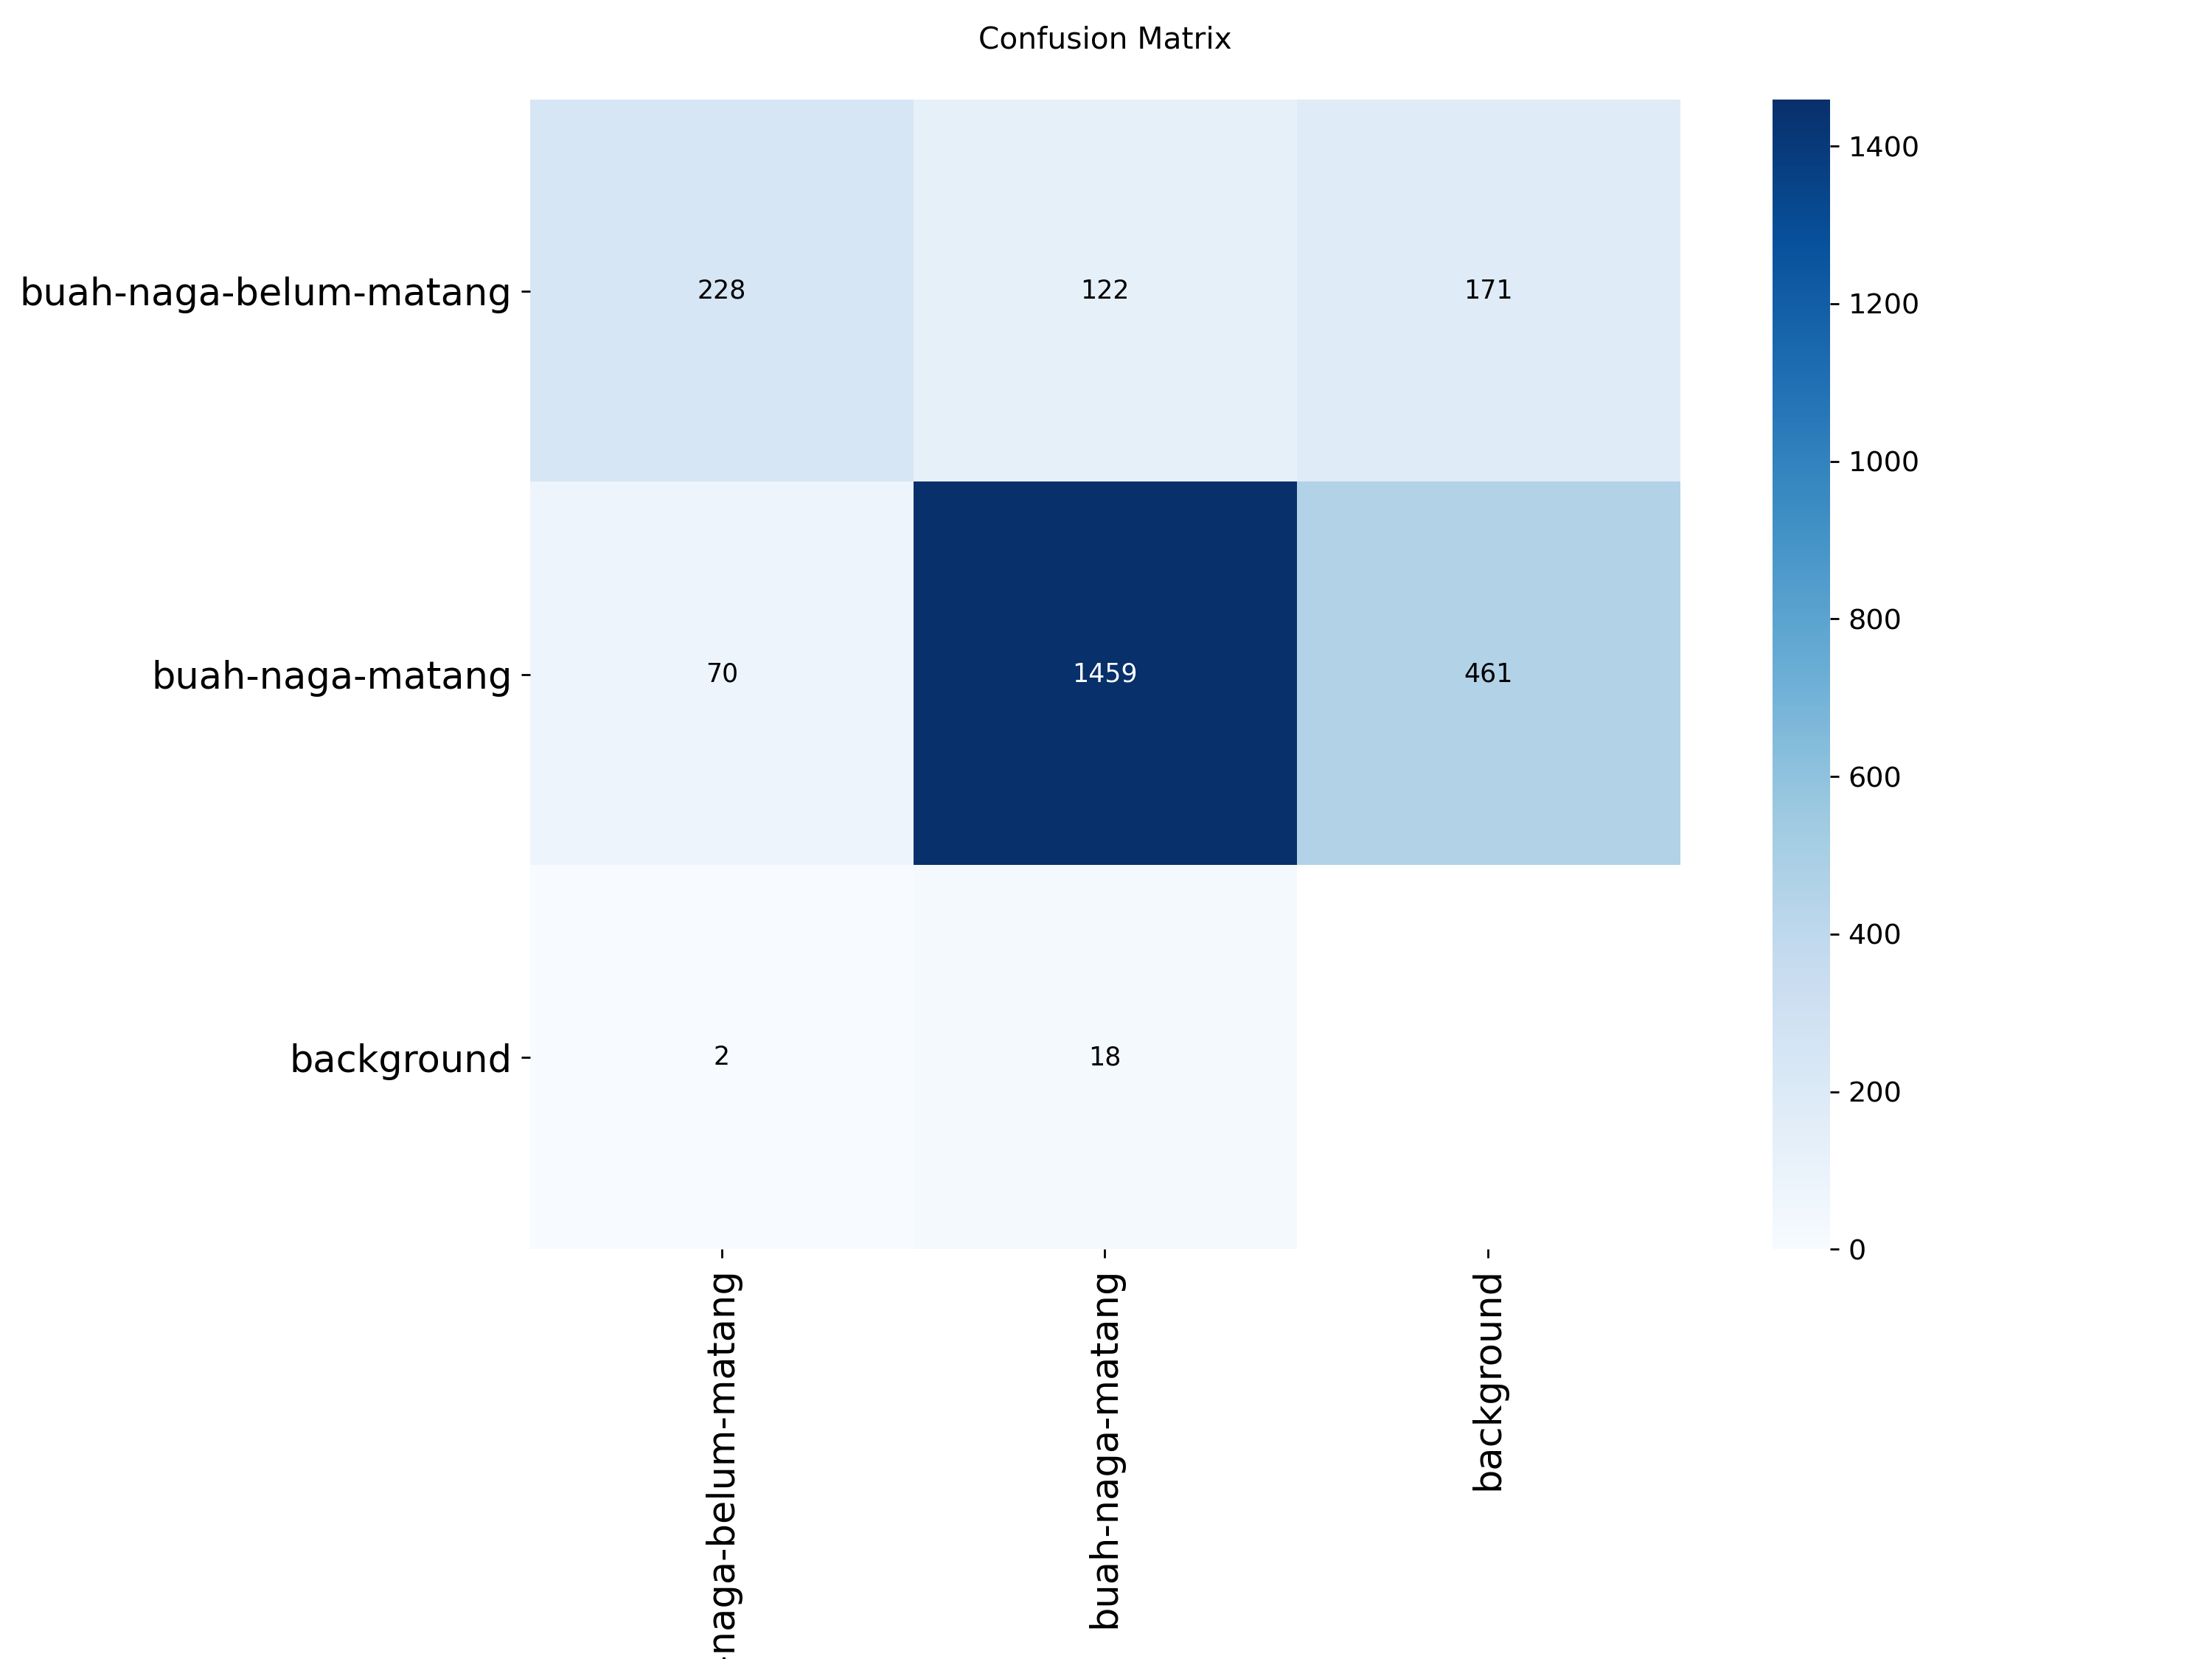 Confusion Matrix
buah-naga-belum-matang
228
122
171
buah-naga-matang
70
1459
461
background
2
18
1400
1200
1000
800
600
400
200
0
-naga-belum-matang
buah-naga-matang
background